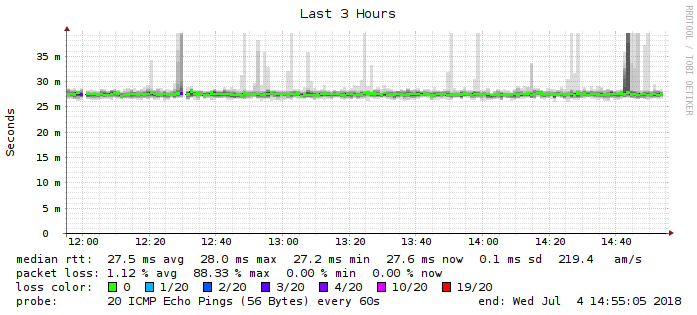 Last 3 Hours
RRDTOOL / TOBI OETIKER
Seconds
35 m
30 m
25 m
20 m
15 m
10 m
5 m
0
12:00 12:20 12:40 13:00 13:20 13:40 14:00 14:20 14:40
median rtt: 27.5 ms avg 28.0 ms max 27.2 ms min 27.6 ms now 0.1 ms sd 219.4 am/s
packet loss: 1.12 % avg 88.33 % max 0.00 % min 0.00 % now
loss color: 0 1/20 2/20 3/20 4/20 10/20 19/20
probe: 20 ICMP Echo Pings (56 Bytes) every 60s end: Wed Jul 4 14:55:05 2018